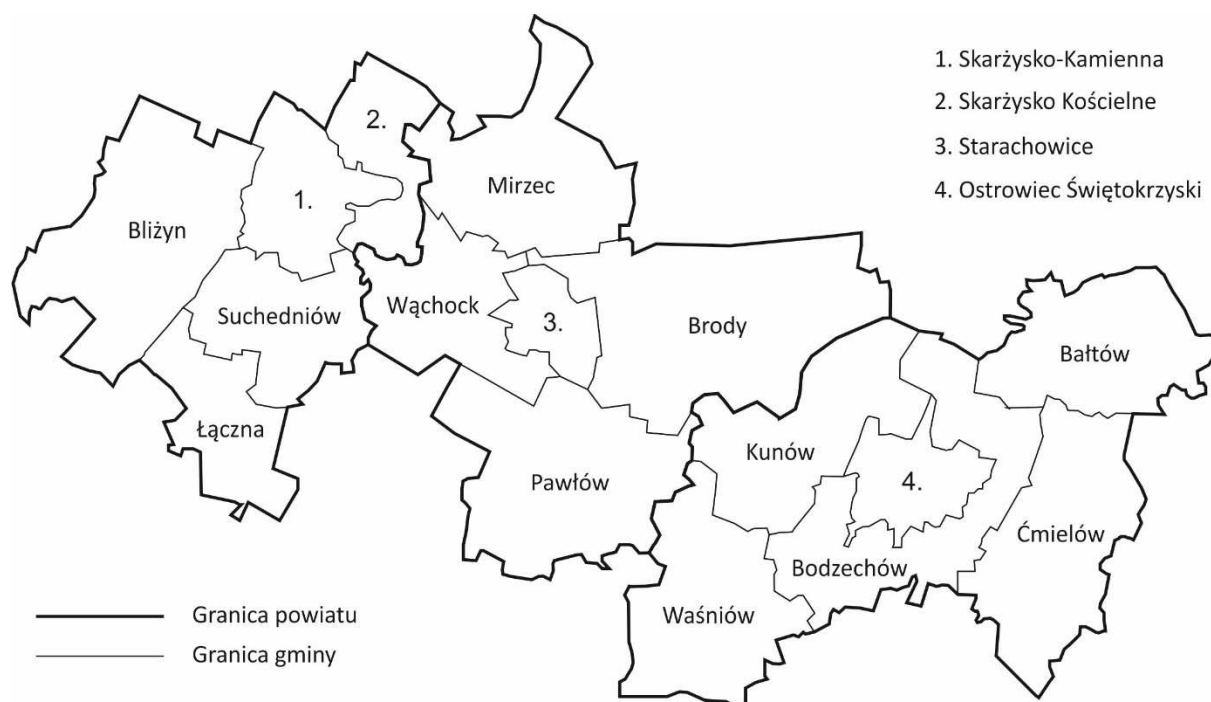 1. Skarżysko-Kamienna
2. Skarżysko Kościelne
3. Starachowice
4. Ostrowiec Świętokrzyski
2.
Mirzec
1.
Bliżyn
Suchedniów
Wąchock
3.
Brody
Bałtów
Łączna
Kunów
Pawłów
4.
Ćmielów
Bodzechów
Waśniów
Granica powiatu
Granica gminy